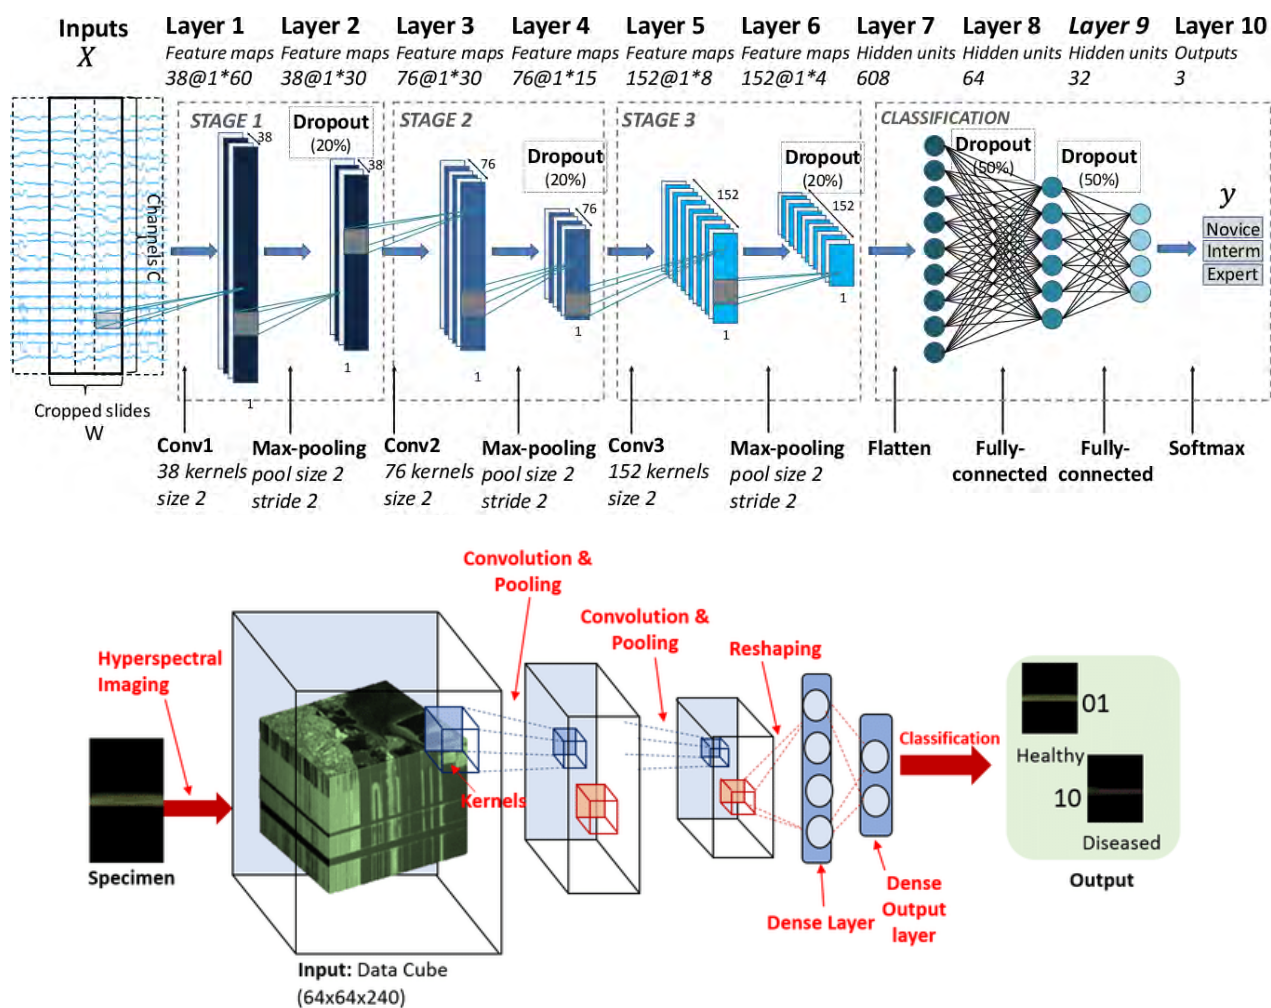 Inputs
X
Layer 1
Feature maps
38@1*60
Layer 2
Feature maps
38@1*30
Layer 3
Feature maps
76@1*30
Layer 4
Feature maps
76@1*15
Layer 5
Feature maps
152@1*8
Layer 6
Feature maps
152@1*4
Layer 7
Hidden units
608
Layer 8
Hidden units
64
Layer 9
Hidden units
32
Layer 10
Outputs
3
Channels C
Cropped slides
W
STAGE 1
38
1
Dropout
(20%)
38
1
STAGE 2
76
1
Dropout
(20%)
76
1
STAGE 3
152
1
Dropout
(20%)
152
1
CLASSIFICATION
Dropout
(50%)
Dropout
(50%)
y
Novice
Interm
Expert
Conv1
38 kernels
size 2
Max-pooling
pool size 2
stride 2
Conv2
76 kernels
size 2
Max-pooling
pool size 2
stride 2
Conv3
152 kernels
size 2
Max-pooling
pool size 2
stride 2
Flatten
Fully-
connected
Fully-
connected
Softmax
Convolution &
Pooling
Convolution &
Pooling
Hyperspectral
Imaging
Reshaping
Kernels
Specimen
Input: Data Cube
(64x64x240)
Dense Layer
Dense
Output
layer
Classification
01
Healthy
10
Diseased
Output